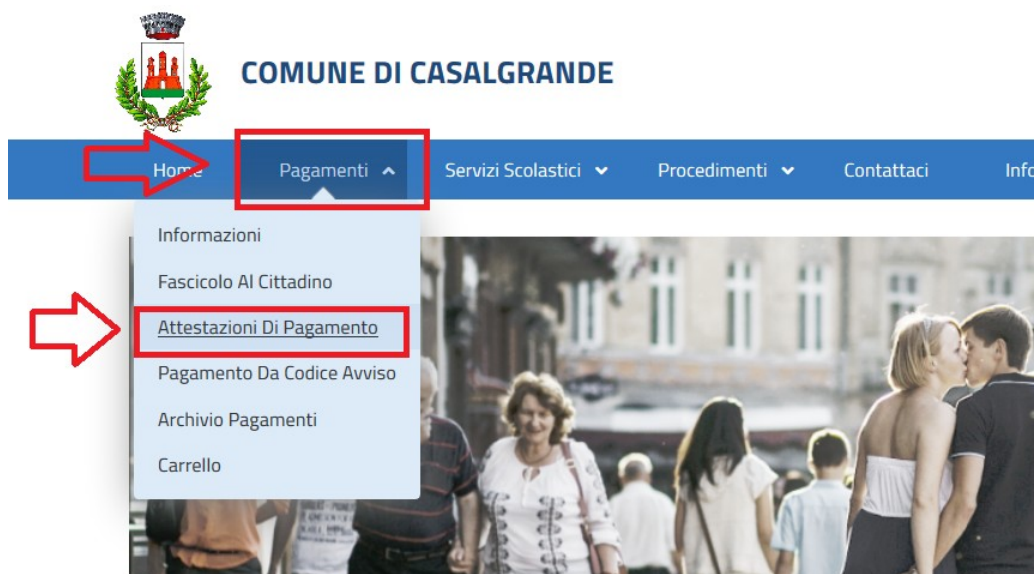 COMUNE DI CASALGRANDE
Home Pagamenti Servizi Scolastici Procedimenti Contattaci Info
Informazioni
Fascicolo Al Cittadino
Attestazioni Di Pagamento
Pagamento Da Codice Avviso
Archivio Pagamenti
Carrello